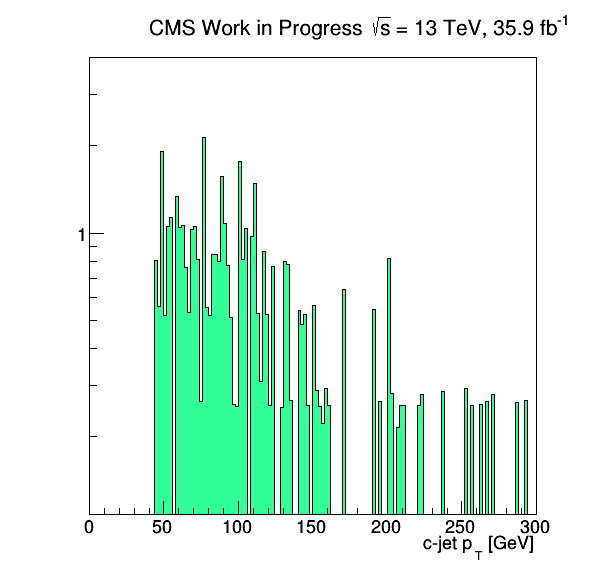 CMS Work in Progress √s = 13 TeV, 35.9 fb⁻¹
1
0 50 100 150 200 250 300
c-jet p_T [GeV]